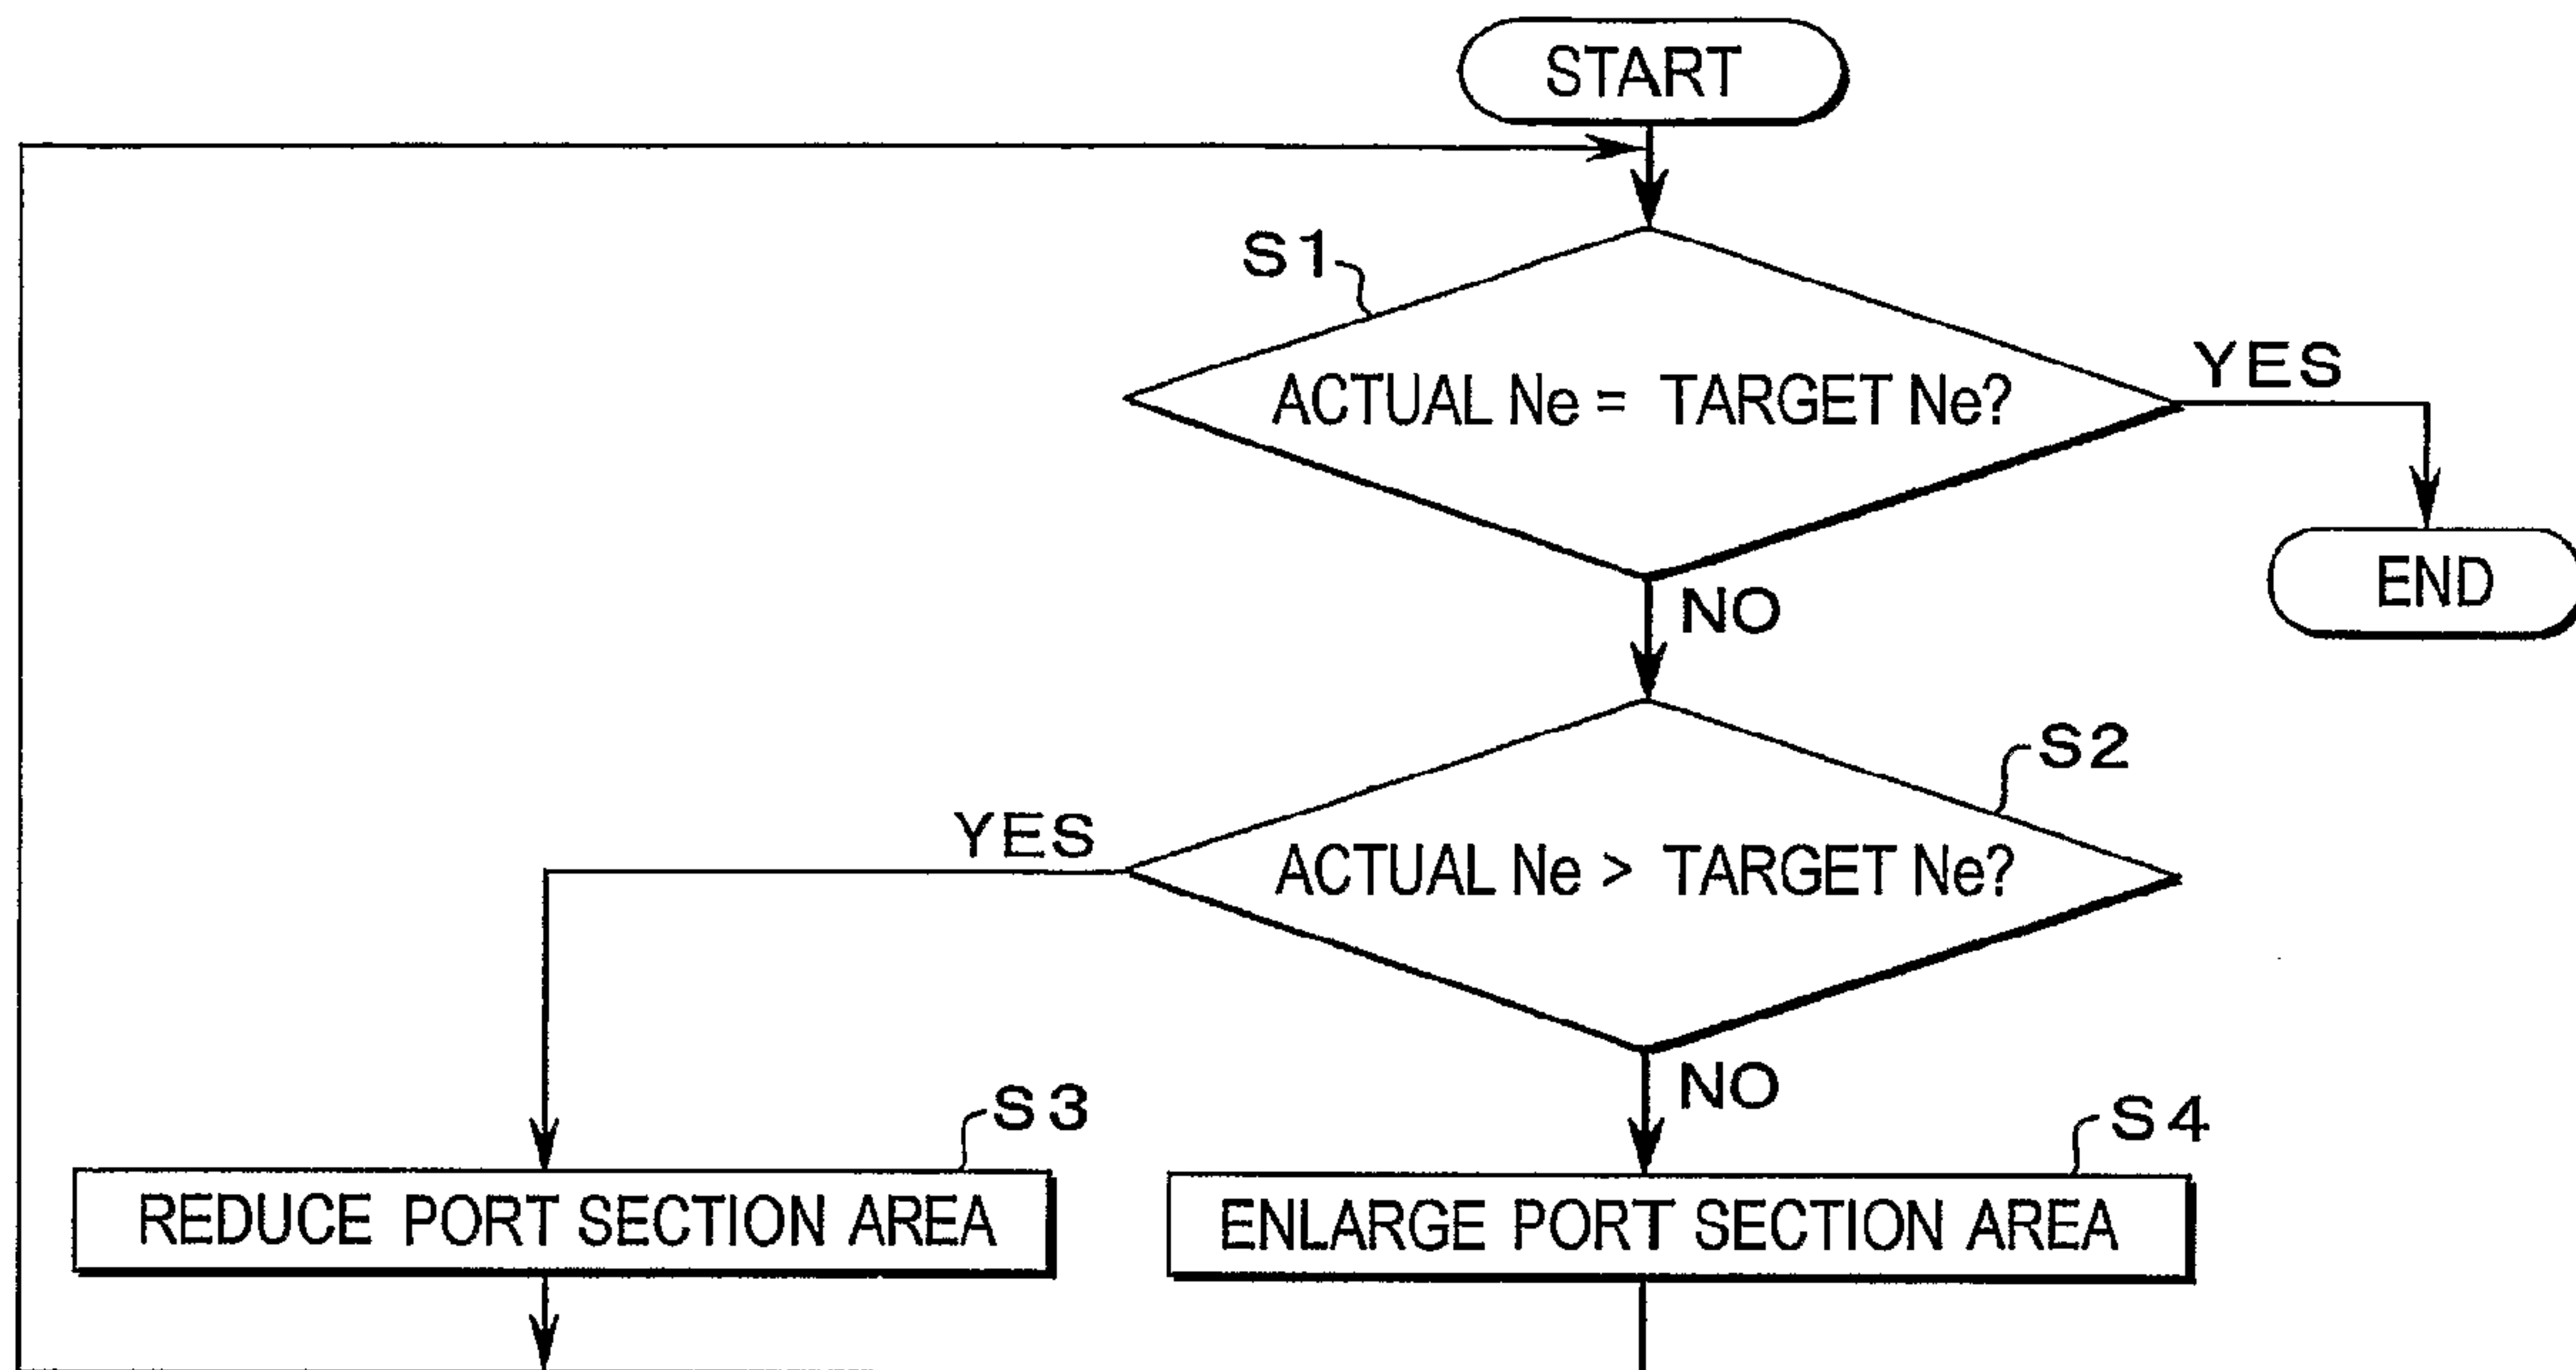 START
S1
ACTUAL Ne = TARGET Ne?
YES
END
NO
S2
YES
ACTUAL Ne > TARGET Ne?
NO
S3
S4
REDUCE PORT SECTION AREA
ENLARGE PORT SECTION AREA